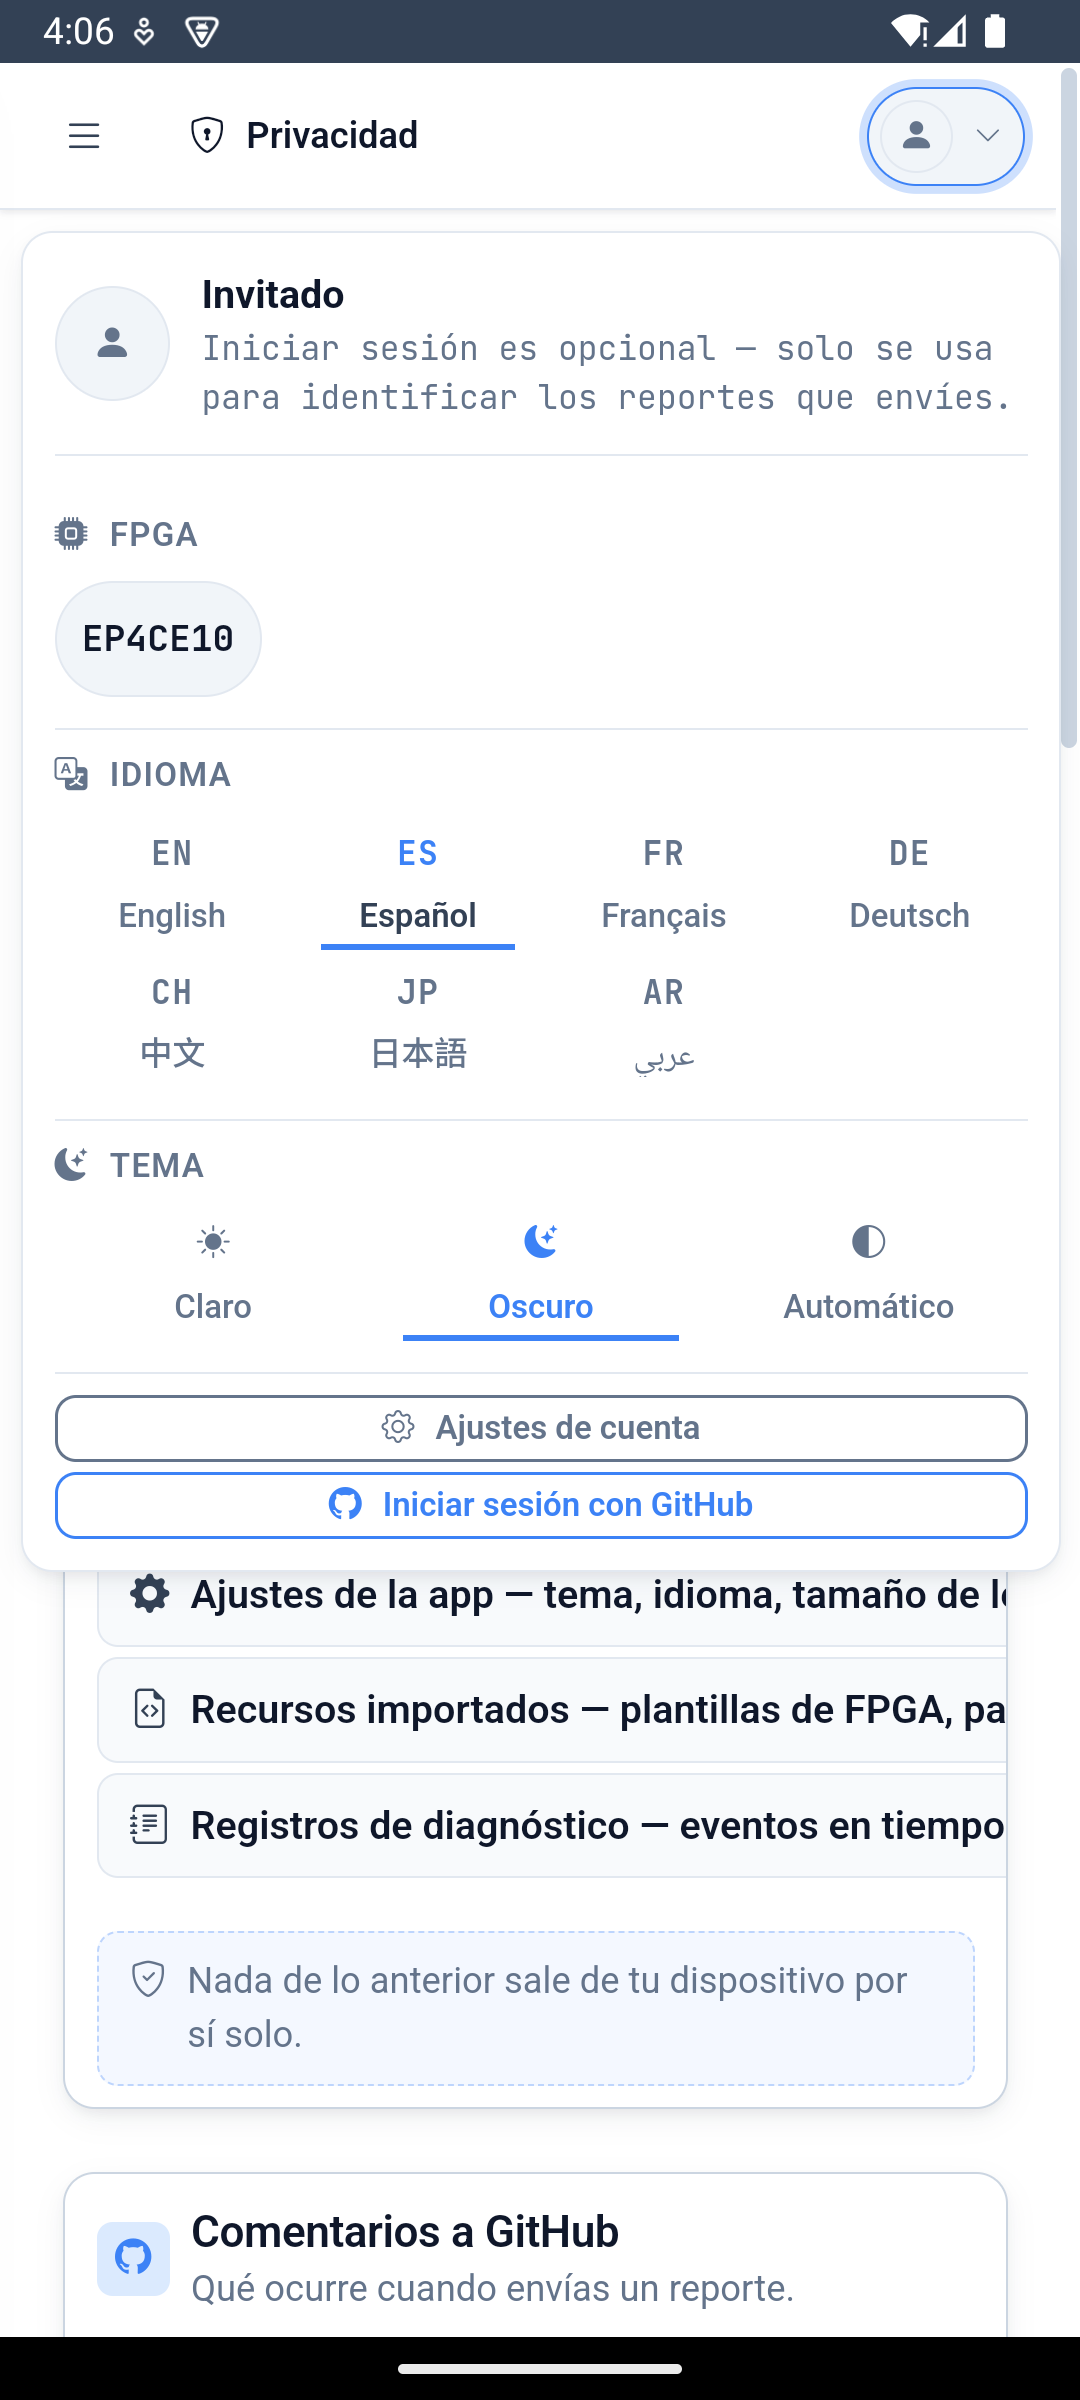 4:06
Privacidad
Invitado
Iniciar sesión es opcional — solo se usa
para identificar los reportes que envíes.
FPGA
EP4CE10
IDIOMA
EN ES FR DE
English Español Français Deutsch
CH JP AR
中文 日本語 عربي
TEMA
Claro Oscuro Automático
Ajustes de cuenta
Iniciar sesión con GitHub
Ajustes de la app — tema, idioma, tamaño de
Recursos importados — plantillas de FPGA, pa
Registros de diagnóstico — eventos en tiempo
Nada de lo anterior sale de tu dispositivo por
sí solo.
Comentarios a GitHub
Qué ocurre cuando envías un reporte.